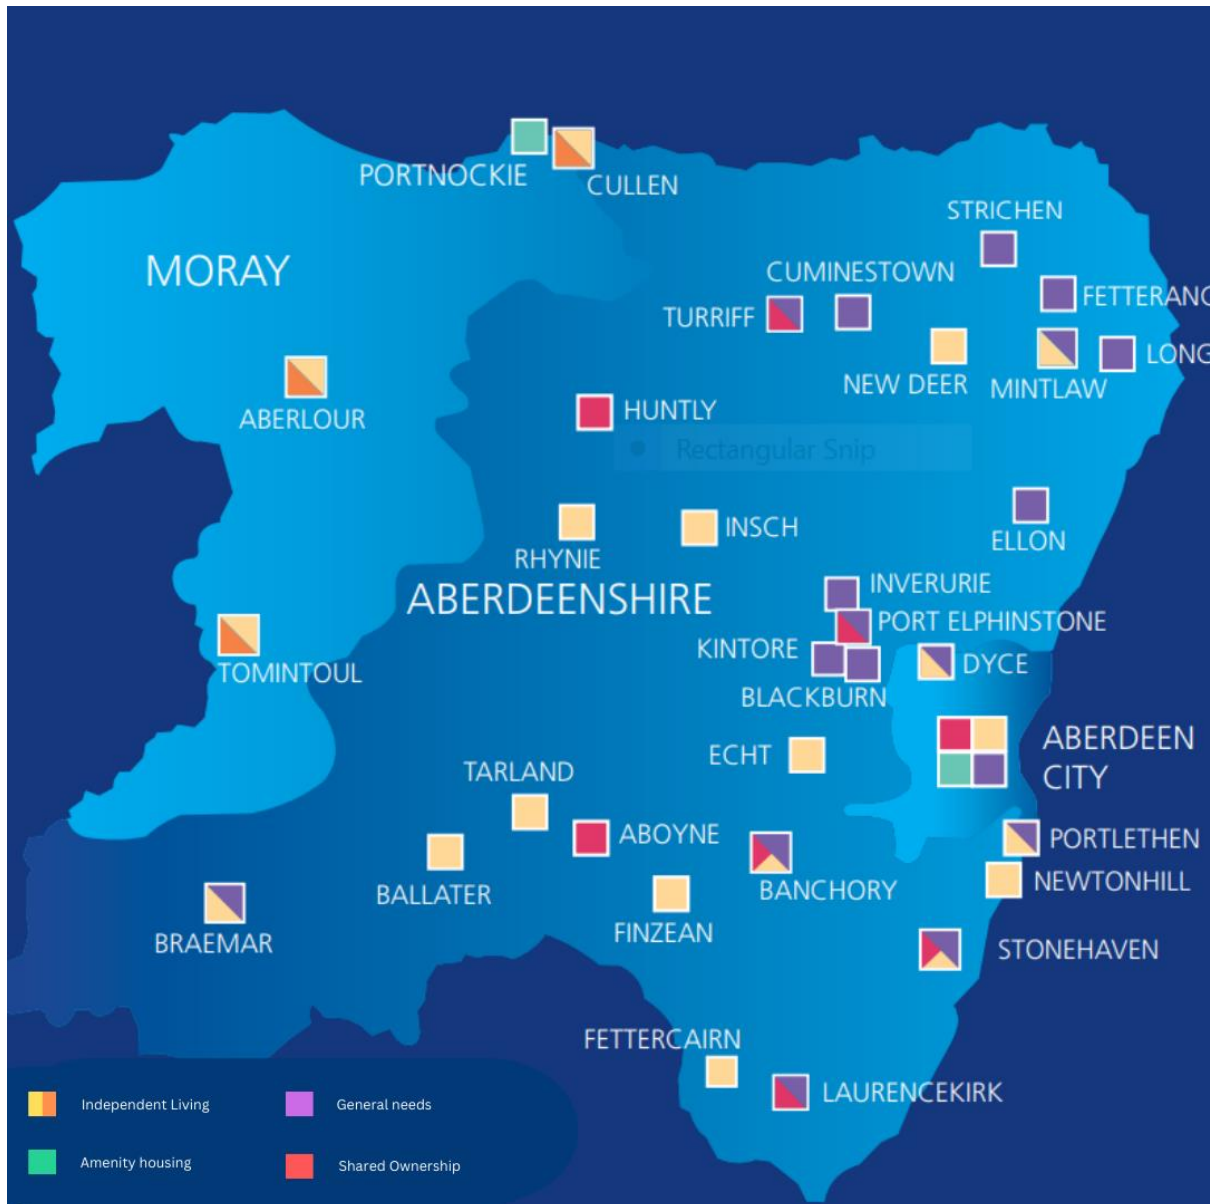 PORTNOCKIE
CULLEN
STRICHEN
MORAY
CUMINESTOWN
FETTERANG
TURRIFF
LONG
NEW DEER
MINTLAW
ABERLOUR
HUNTLY
Rectangular Snip
INSCH
RHYNIE
ELLON
ABERDEENSHIRE
INVERURIE
PORT ELPHINSTONE
KINTORE
DYCE
TOMINTOUL
BLACKBURN
ABERDEEN
CITY
ECHT
TARLAND
ABOYNE
PORTLETHEN
BALLATER
BANCHORY
NEWTONHILL
FINZEAN
BRAEMAR
STONEHAVEN
FETTERCAIRN
LAURENCEKIRK
Independent Living
General needs
Amenity housing
Shared Ownership